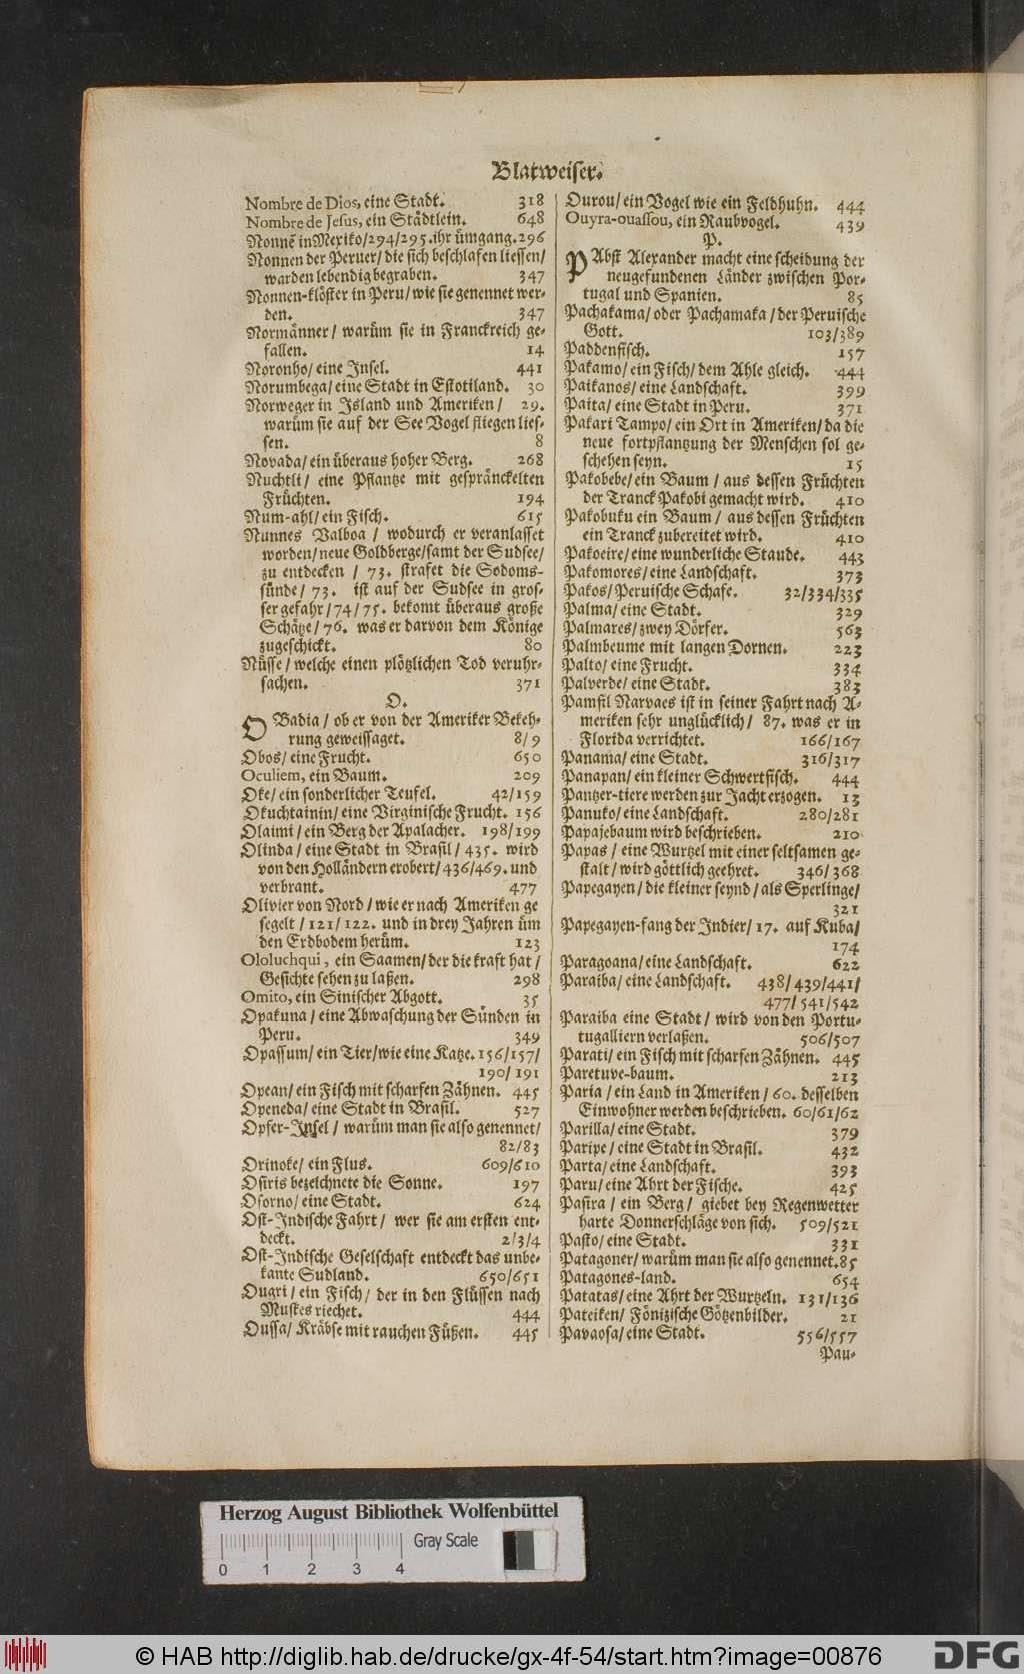 Blatweiser.
Nombre de Dios, eine Stadt. 318
Nombre de Jesus, ein Städtlein. 648
Nonnē in Mexiko/294/295. ihr ümgang. 296
Nonnen der Peruer/ die sich beschlafen liessen/
warden lebendig begraben. 347
Nonnen-klöster in Peru/ wie sie genennet wer-
den. 347
Normänner/ warüm sie in Franckreich ge-
fallen. 14
Noronho/ eine Insel. 441
Norumbega/ eine Stadt in Estotiland. 30
Norweger in Island und Ameriken/ 29.
warüm sie auf der See Vogel fliegen lies-
sen. 8
Novada/ ein überaus hoher Berg. 268
Nuchtli/ eine Pflantze mit gespränckelten
Früchten. 194
Num-ahl/ ein Fisch. 615
Nunnes Valboa / wodurch er veranlasset
worden/ neue Goldberge/ samt der Sudsee/
zu entdecken / 73. strafet die Sodoms-
sünde/ 73. ist auf der Sudsee in gros-
ser gefahr/ 74/ 75. bekomt überaus große
Schätze/ 76. was er darvon dem Könige
zugeschickt. 80
Nüsse/ welche einen plötzlichen Tod veruhr-
sachen. 371
O.
OBadia / ob er von der Ameriker Bekeh-
rung geweissaget. 8/9
Obos/ eine Frucht. 650
Oculiem, ein Baum. 209
Oke/ ein sonderlicher Teufel. 42/159
Okuchtainin/ eine Virginische Frucht. 156
Olaimi/ ein Berg der Apalacher. 198/199
Olinda/ eine Stadt in Brasil/ 435. wird
von den Holländern erobert/ 436/469. und
verbrant. 477
Olivier von Nord/ wie er nach Ameriken ge
segelt/ 121/ 122. und in drey Jahren üm
den Erdbodem herüm. 123
Ololuchqui, ein Saamen/ der die kraft hat/
Gesichte sehen zu laßen. 298
Omito, ein Sinischer Abgott. 35
Opakuna / eine Abwaschung der Sünden in
Peru. 349
Opassum/ ein Tier/ wie eine Katze. 156/157/
190/ 191
Opean/ ein Fisch mit scharfen Zähnen. 445
Openeda/ eine Stadt in Brasil. 527
Opfer-Insel / warüm man sie also genennet/
82/83
Orinoke/ ein Flus. 609/610
Osiris bezeichnete die Sonne. 197
Osorno/ eine Stadt. 624
Ost-Indische Fahrt/ wer sie am ersten ent-
deckt. 2/3/4
Ost-Indische Geselschaft entdeckt das unbe-
kante Sudland. 650/651
Ougri / ein Fisch/ der in den Flüssen nach
Muskes riechet. 444
Oussa/ Kräbse mit rauchen Füßen. 445
Ourou/ ein Vogel wie ein Feldhuhn. 444
Ouyra-ouassou, ein Raubvogel. 439
P.
PAbst Alexander macht eine scheidung der
neugefundenen Länder zwischen Por-
tugal und Spanien. 85
Pachakama/ oder Pachamaka / der Peruische
Gott. 103/389
Paddenfisch. 157
Pakamo/ ein Fisch/ dem Ahle gleich. 444
Paikanos/ eine Landschaft. 399
Paita/ eine Stadt in Peru. 371
Pakari Tampo/ ein Ort in Ameriken/ da die
neue fortpflantzung der Menschen sol ge-
schehen seyn. 15
Pakobebe/ ein Baum / aus dessen Früchten
der Tranck Pakobi gemacht wird. 410
Pakobuku ein Baum / aus dessen Früchten
ein Tranck zubereitet wird. 410
Pakoeire/ eine wunderliche Staude. 443
Pakomores/ eine Landschaft. 373
Pakos/ Peruische Schafe. 32/334/335
Palma/ eine Stadt. 329
Palmares/ zwey Dörfer. 563
Palmbeume mit langen Dornen. 223
Palto/ eine Frucht. 334
Palverde/ eine Stadt. 383
Pamfil Narvaes ist in seiner Fahrt nach A-
meriken sehr unglücklich/ 87. was er in
Florida verrichtet. 166/167
Panama/ eine Stadt. 316/317
Panapan/ ein kleiner Schwertfisch. 444
Pantzer-tiere werden zur Jacht erzogen. 13
Panuko/ eine Landschaft. 280/281
Papajebaum wird beschrieben. 210
Papas / eine Wurtzel mit einer seltsamen ge-
stalt/ wird göttlich geehret. 346/368
Papegayen/ die kleiner seynd/ als Sperlinge/
321
Papegayen-fang der Indier/ 17. auf Kuba/
174
Paragoana/ eine Landschaft. 622
Paraiba/ eine Landschaft. 438/439/441/
477/ 541/542
Paraiba eine Stadt/ wird von den Portu-
tugalliern verlaßen. 506/507
Parati/ ein Fisch mit scharfen Zähnen. 445
Paretuve-baum. 213
Paria / ein Land in Ameriken / 60. desselben
Einwohner werden beschrieben. 60/61/62
Parilla/ eine Stadt. 379
Paripe/ eine Stadt in Brasil. 432
Parta/ eine Landschaft. 393
Paru/ eine Ahrt der Fische. 425
Pasira / ein Berg/ giebet bey Regenwetter
harte Donnerschläge von sich. 509/521
Pasto/ eine Stadt. 331
Patagoner/ warüm man sie also genennet. 85
Patagones-land. 654
Patatas/ eine Ahrt der Wurtzeln. 131/136
Pateiken/ Fönizische Götzenbilder. 21
Pavaosa/ eine Stadt. 556/557
Pau-
Herzog August Bibliothek Wolfenbüttel
Gray Scale
0 1 2 3 4
© HAB http://diglib.hab.de/drucke/gx-4f-54/start.htm?image=00876
DFG